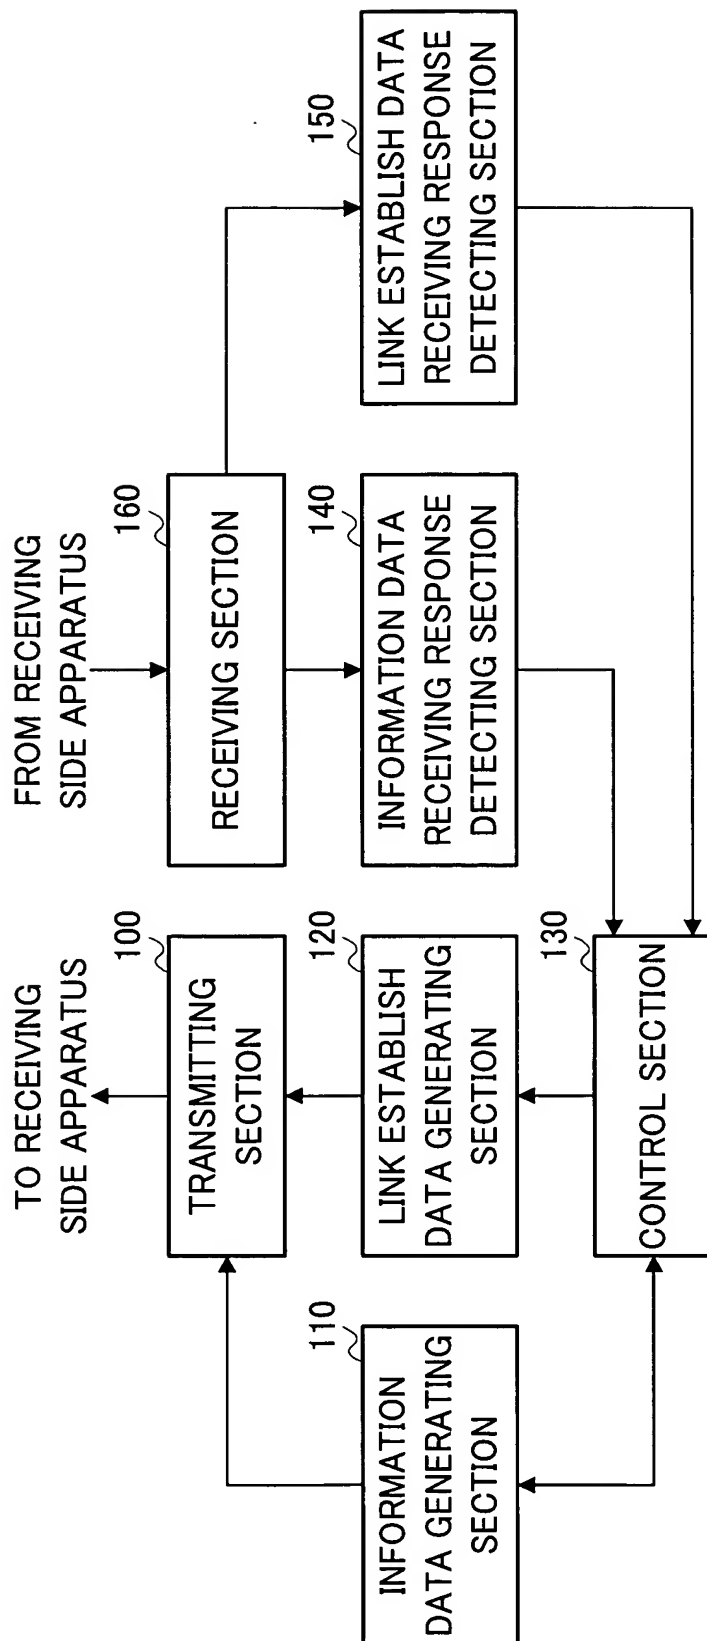 TO RECEIVING
SIDE APPARATUS
FROM RECEIVING
SIDE APPARATUS
100
TRANSMITTING
SECTION
160
RECEIVING SECTION
110
INFORMATION
DATA GENERATING
SECTION
120
LINK ESTABLISH
DATA GENERATING
SECTION
140
INFORMATION DATA
RECEIVING RESPONSE
DETECTING SECTION
150
LINK ESTABLISH DATA
RECEIVING RESPONSE
DETECTING SECTION
130
CONTROL SECTION